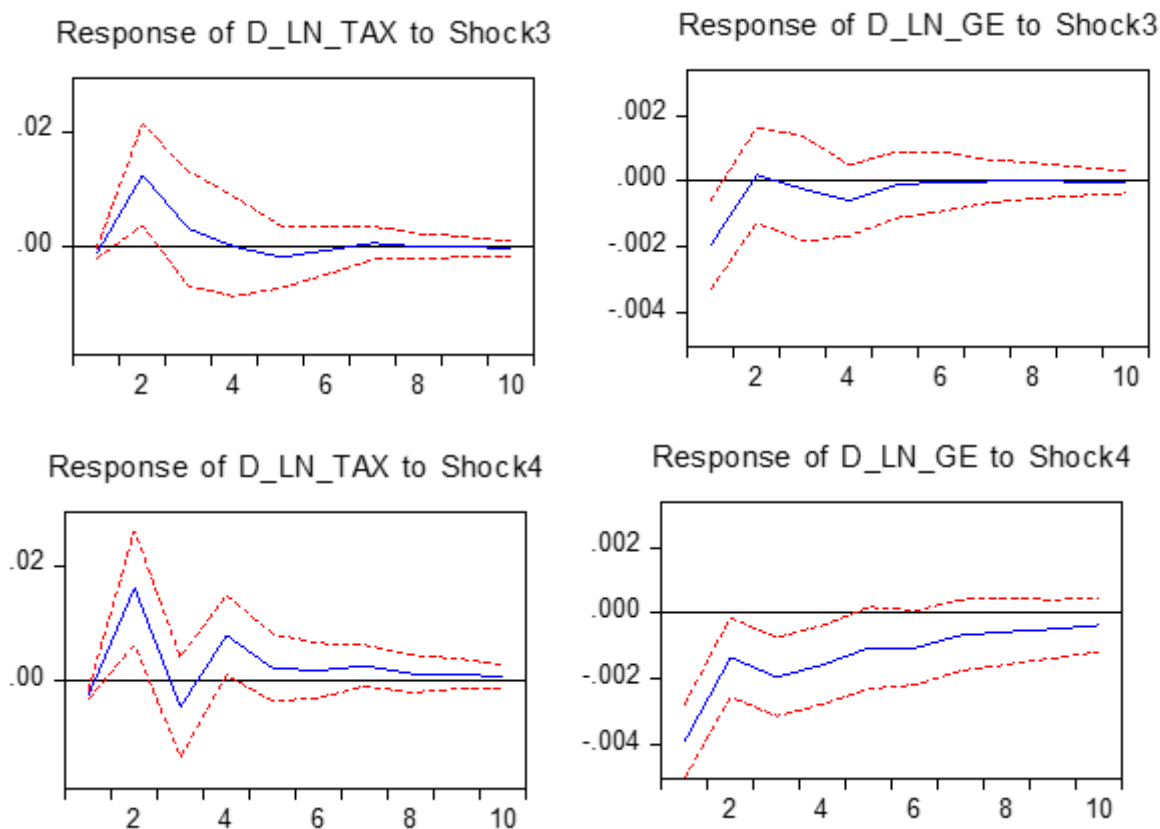 Response of D_LN_TAX to Shock3
.02
.00
2 4 6 8 10
Response of D_LN_GE to Shock3
.002
.000
-.002
-.004
2 4 6 8 10
Response of D_LN_TAX to Shock4
.02
.00
2 4 6 8 10
Response of D_LN_GE to Shock4
.002
.000
-.002
-.004
2 4 6 8 10